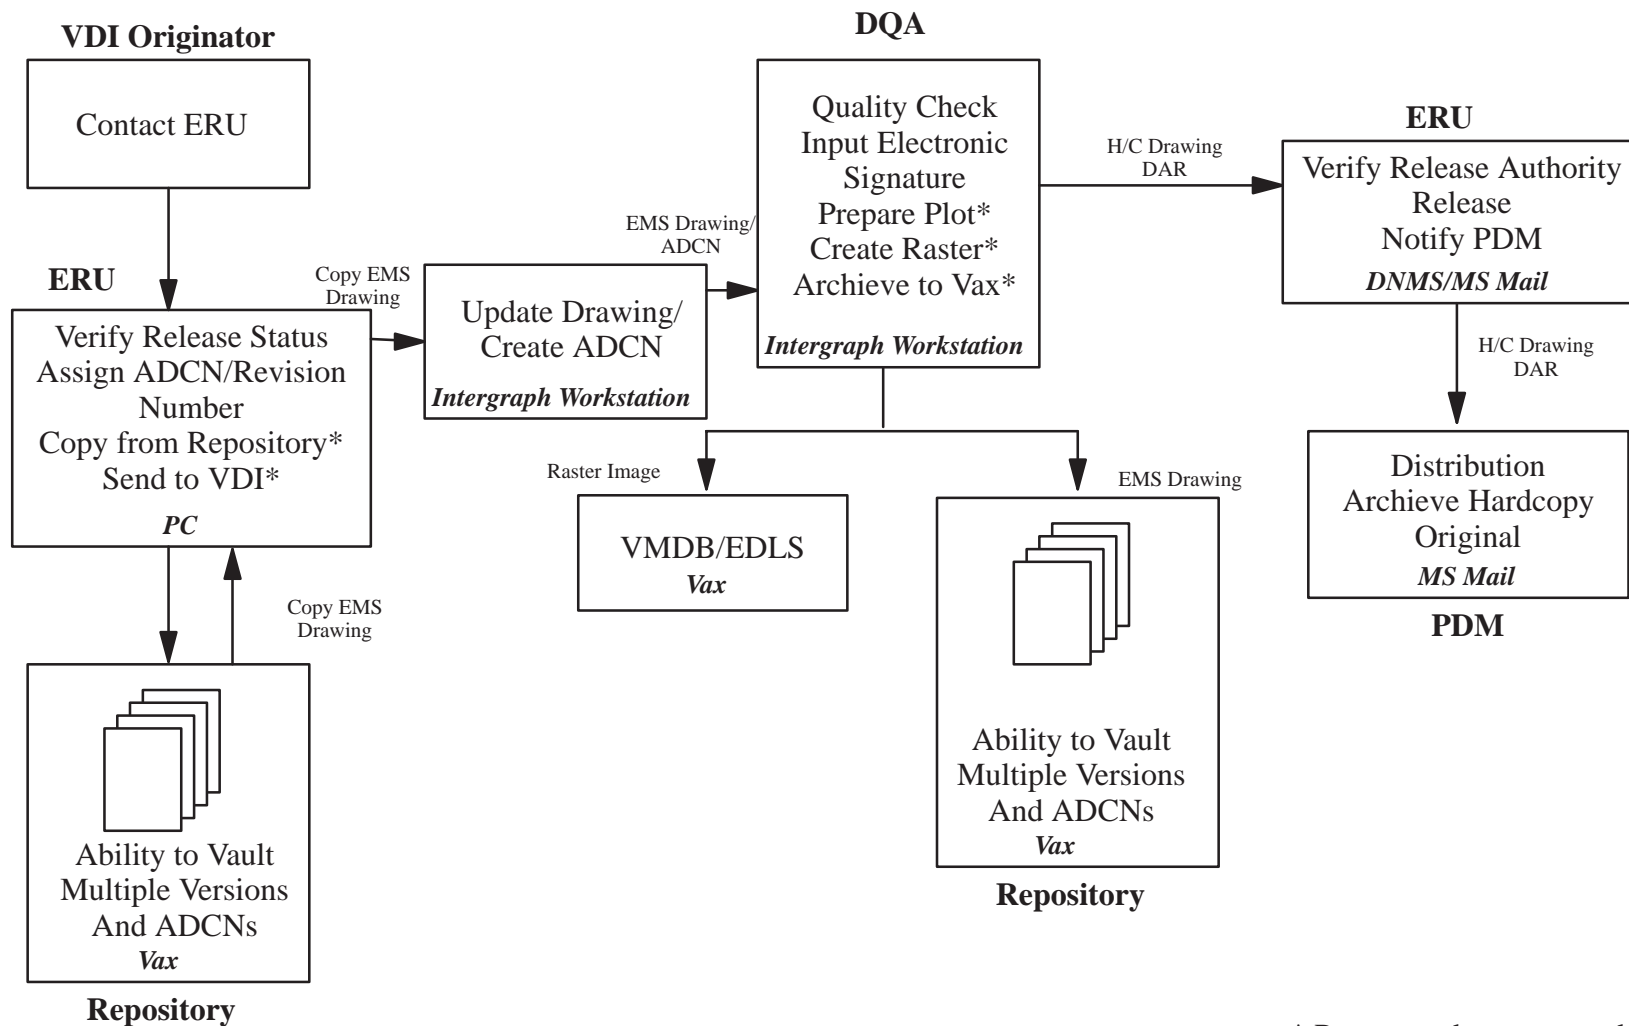 VDI Originator
Contact ERU
ERU
Verify Release Status
Assign ADCN/Revision
Number
Copy from Repository*
Send to VDI*
PC
Copy EMS
Drawing
Ability to Vault
Multiple Versions
And ADCNs
Vax
Repository
Copy EMS
Drawing
Update Drawing/
Create ADCN
Intergraph Workstation
EMS Drawing/
ADCN
DQA
Quality Check
Input Electronic
Signature
Prepare Plot*
Create Raster*
Archieve to Vax*
Intergraph Workstation
Raster Image
VMDB/EDLS
Vax
EMS Drawing
Ability to Vault
Multiple Versions
And ADCNs
Vax
Repository
H/C Drawing
DAR
ERU
Verify Release Authority
Release
Notify PDM
DNMS/MS Mail
H/C Drawing
DAR
Distribution
Archieve Hardcopy
Original
MS Mail
PDM